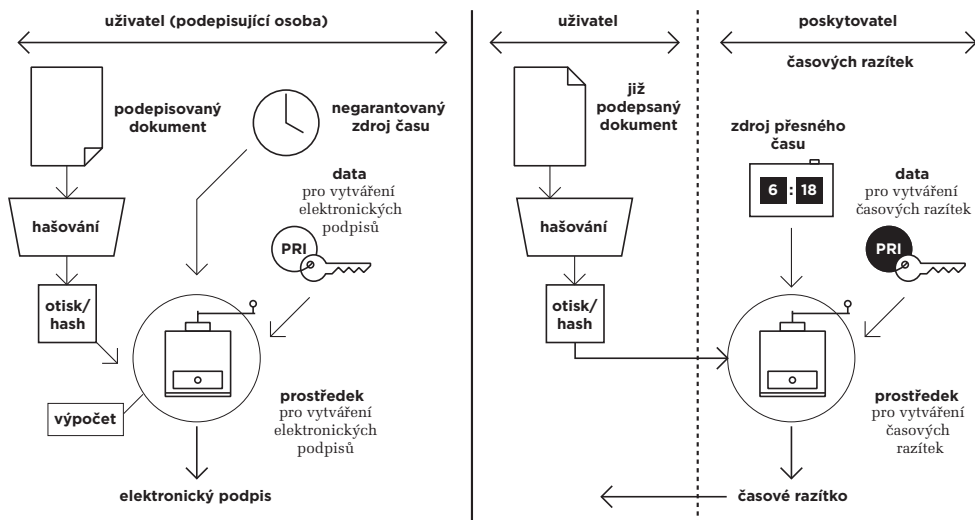 uživatel (podepisující osoba)
podepisovaný
dokument
negarantovaný
zdroj času
hašování
data
pro vytváření
elektronických
podpisů
PRI
otisk/
hash
výpočet
prostředek
pro vytváření
elektronických
podpisů
elektronický podpis
uživatel
poskytovatel
časových razítek
již
podepsaný
dokument
zdroj přesného
času
6 : 18
hašování
data
pro vytváření
časových razítek
PRI
otisk/
hash
prostředek
pro vytváření
časových
razítek
časové razítko